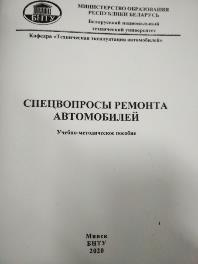 МИНИСТЕРСТВО ОБРАЗОВАНИЯ
РЕСПУБЛИКИ БЕЛАРУСЬ
Белорусский национальный
технический университет
БНТУ
Кафедра «Техническая эксплуатация автомобилей»
СПЕЦВОПРОСЫ РЕМОНТА
АВТОМОБИЛЕЙ
Учебно-методическое пособие
Минск
БНТУ
2020